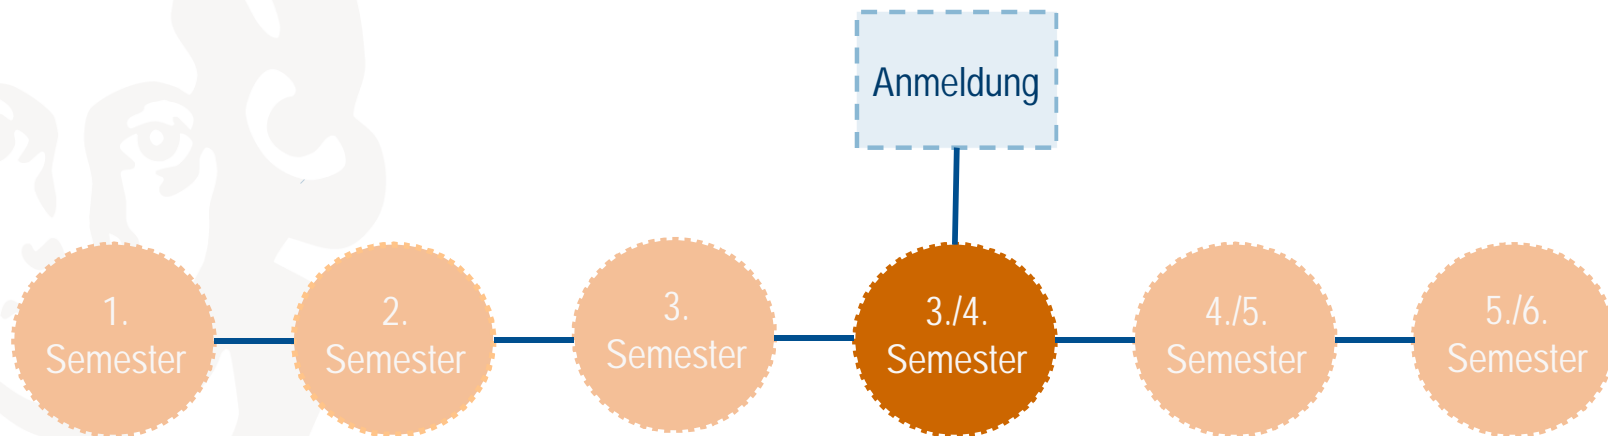 Anmeldung
1.
Semester
2.
Semester
3.
Semester
3./4.
Semester
4./5.
Semester
5./6.
Semester